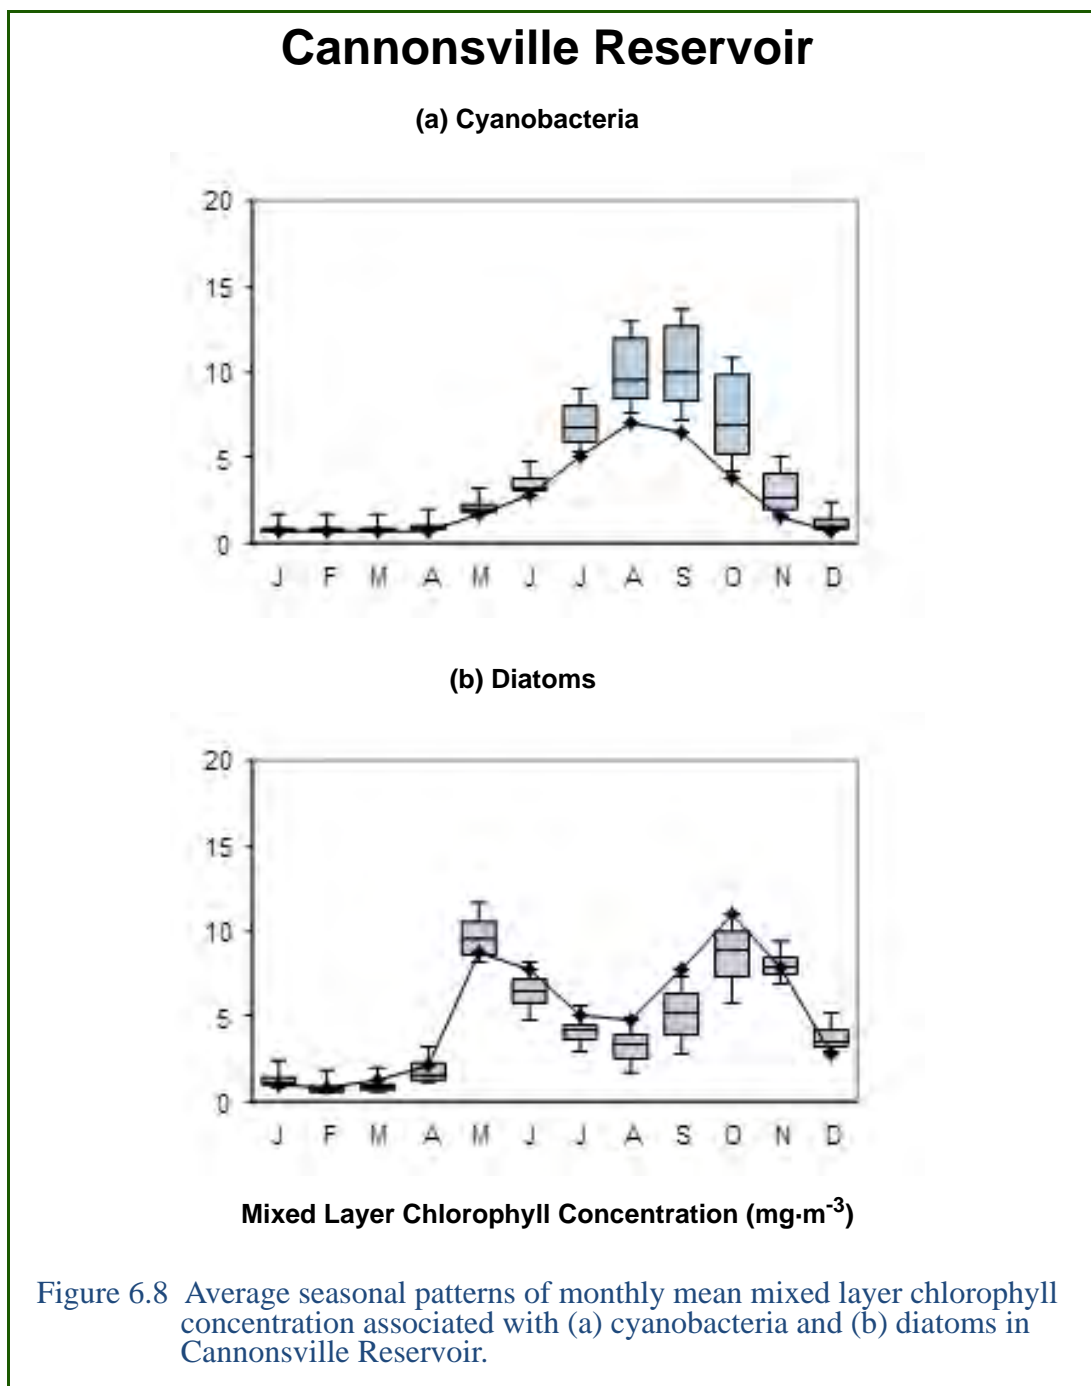 Cannonsville Reservoir
(a) Cyanobacteria
20
15
10
5
0
J F M A M J J A S O N D
(b) Diatoms
20
15
10
5
0
J F M A M J J A S O N D
Mixed Layer Chlorophyll Concentration (mg·m-3)
Figure 6.8 Average seasonal patterns of monthly mean mixed layer chlorophyll
concentration associated with (a) cyanobacteria and (b) diatoms in
Cannonsville Reservoir.